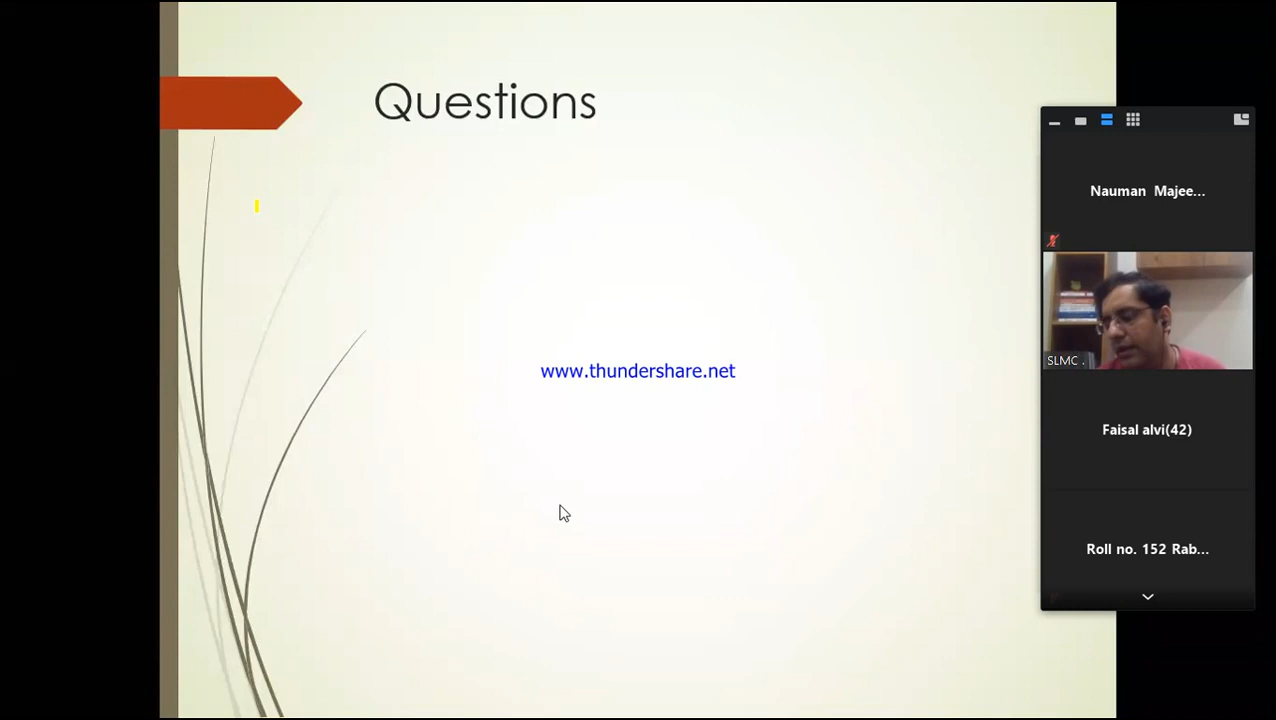 Questions
www.thundershare.net
Nauman Majee...
SLMC .
Faisal alvi(42)
Roll no. 152 Rab...